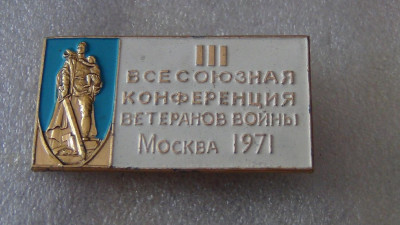 III
ВСЕСОЮЗНАЯ
КОНФЕРЕНЦИЯ
ВЕТЕРАНОВ ВОЙНЫ
МОСКВА 1971